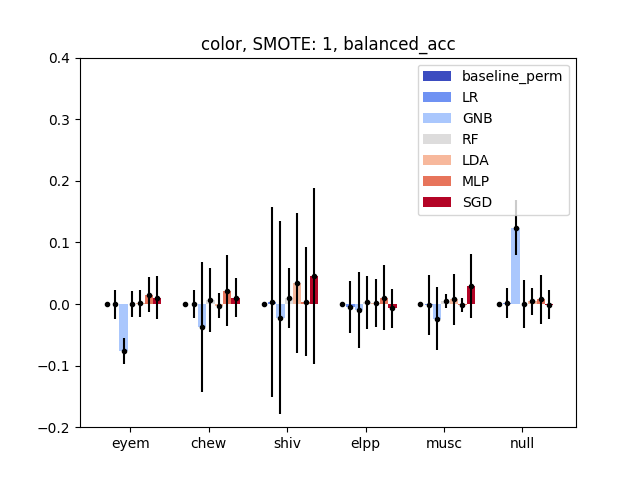 color, SMOTE: 1, balanced_acc
0.4
0.3
0.2
0.1
0.0
−0.1
−0.2
baseline_perm
LR
GNB
RF
LDA
MLP
SGD
eyem chew shiv elpp musc null